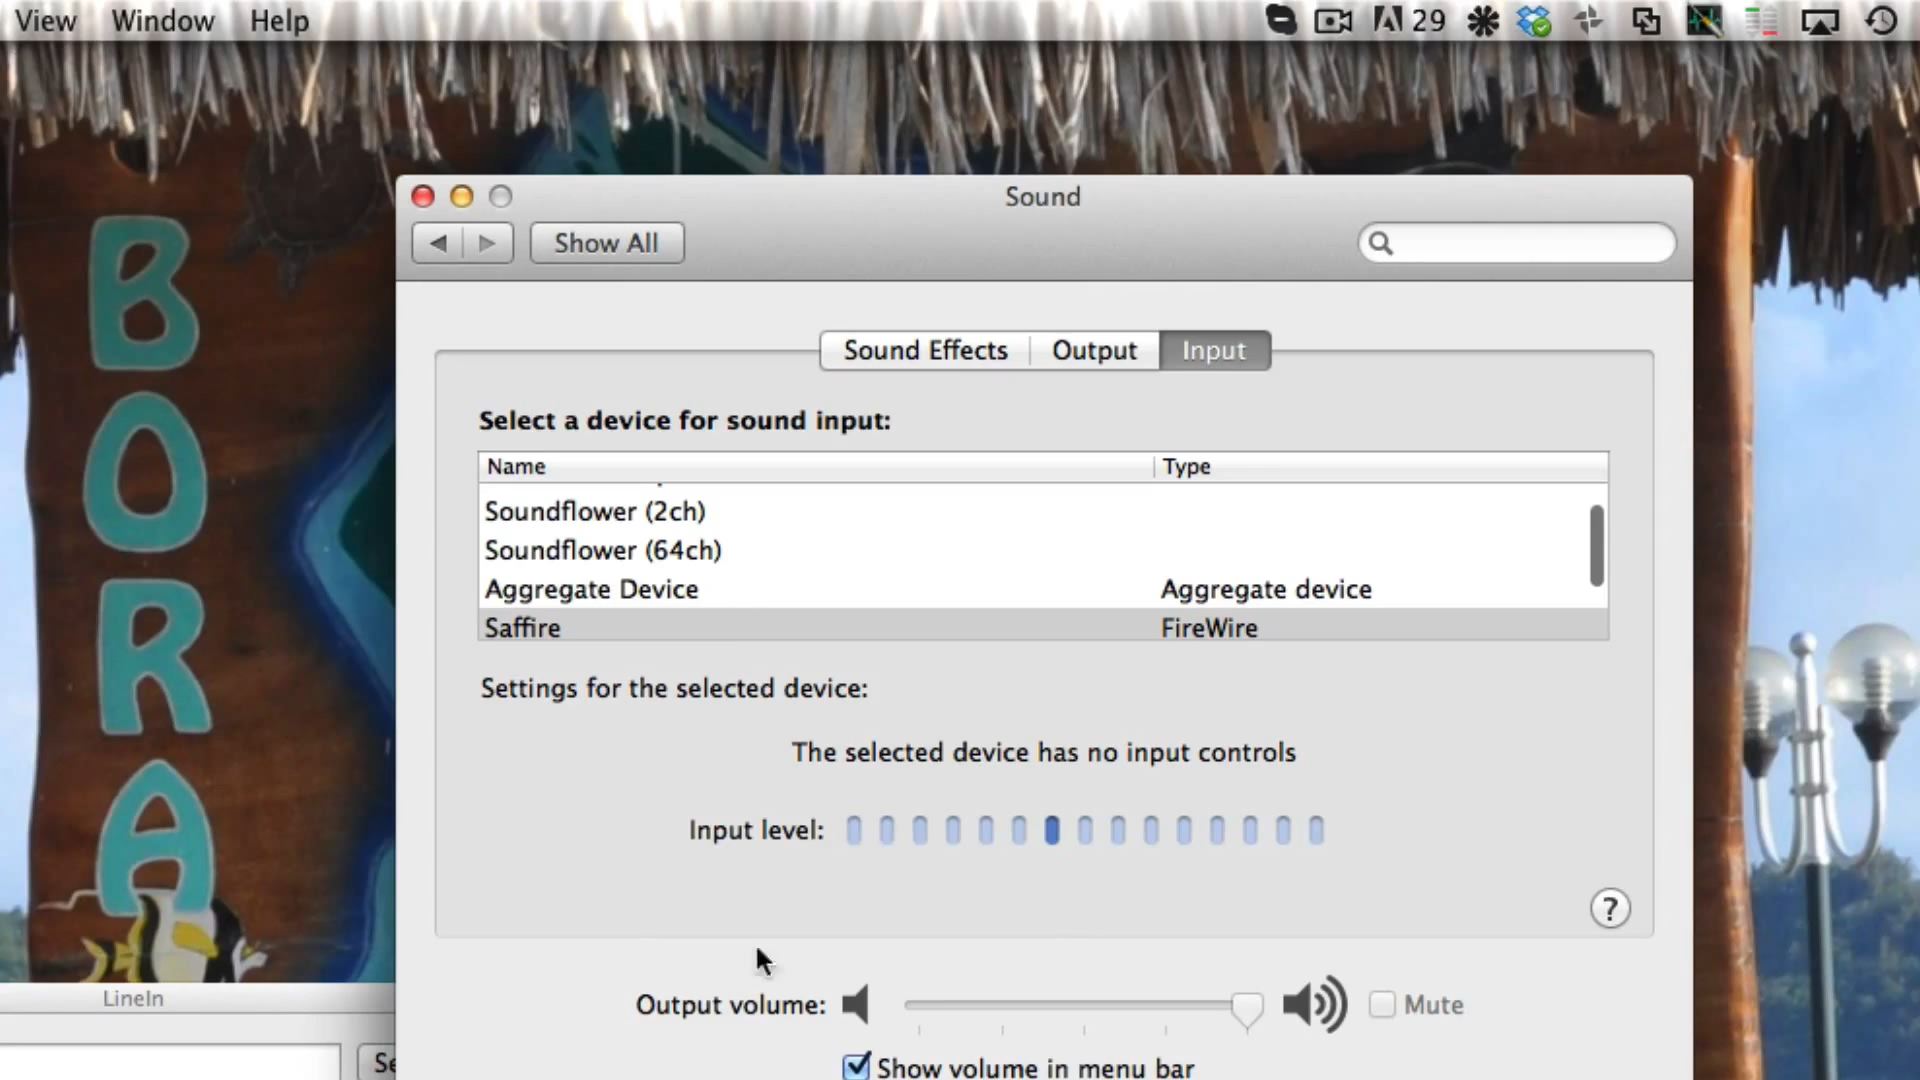 View Window Help 29
Sound
Show All
Sound Effects Output Input
Select a device for sound input:
Name Type
Soundflower (2ch)
Soundflower (64ch)
Aggregate Device Aggregate device
Saffire FireWire
Settings for the selected device:
The selected device has no input controls
Input level:
?
Output volume: Mute
Show volume in menu bar
BORA
LineIn